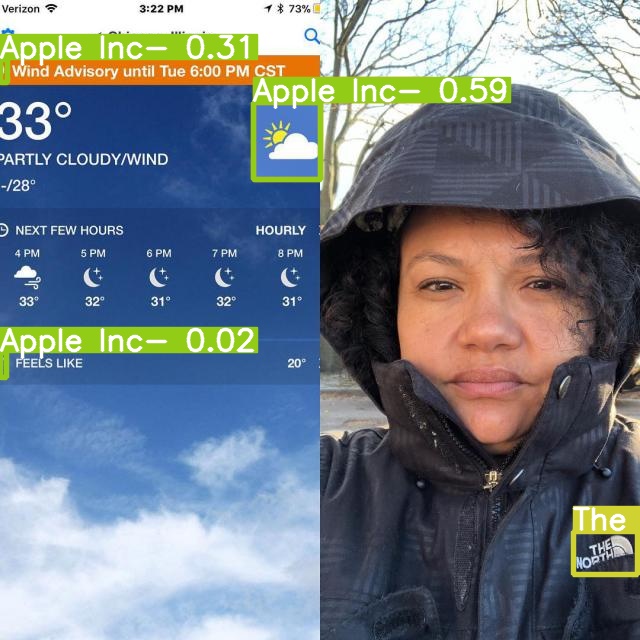 Verizon 3:22 PM 73%
Apple Inc– 0.31
Wind Advisory until Tue 6:00 PM CST
Apple Inc– 0.59
33°
PARTLY CLOUDY/WIND
-/28°
NEXT FEW HOURS HOURLY
4 PM 5 PM 6 PM 7 PM 8 PM
33° 32° 31° 32° 31°
Apple Inc– 0.02
FEELS LIKE 20°
The
THE
NORTH